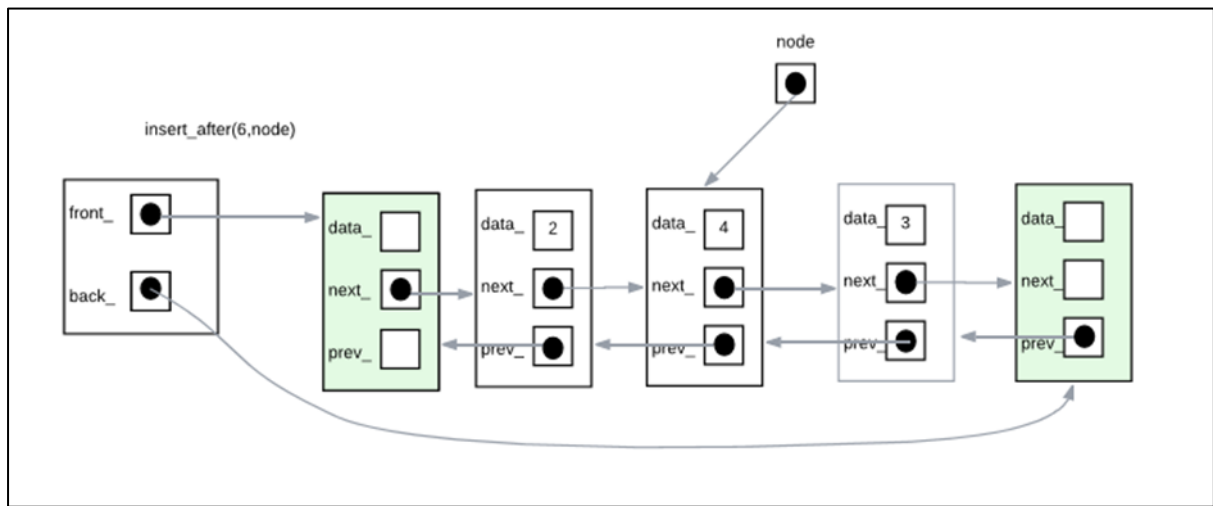 node
insert_after(6,node)
front_
back_
data_
next_
prev_
data_ 2
next_
prev_
data_ 4
next_
prev_
data_ 3
next_
prev_
data_
next_
prev_